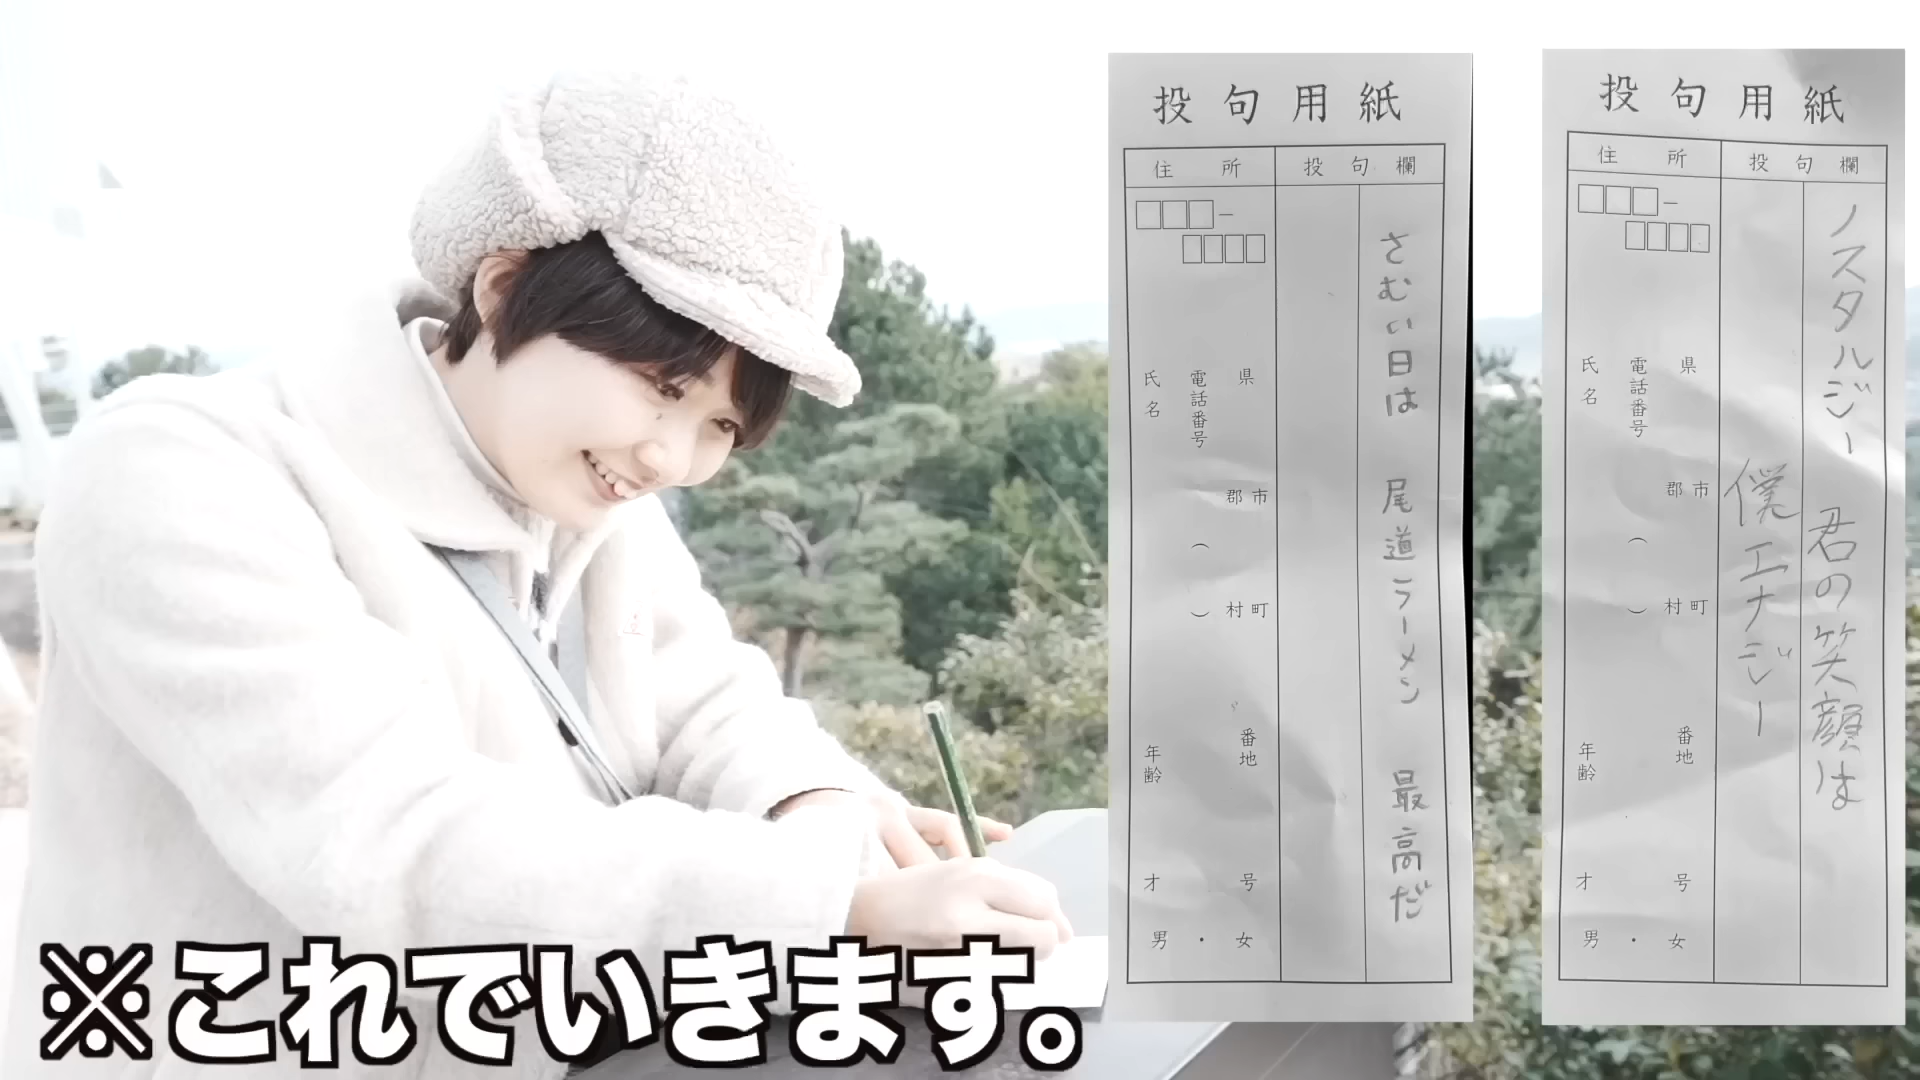 投句用紙
住所
投句欄
さむい日は 尾道ラーメン 最高だ
県
市郡
町村
番地
号
電話番号
( )
氏名
年齢
才
男・女
投句用紙
住所
投句欄
ノスタルジー 君の笑顔は
僕エナジー
県
市郡
町村
番地
号
電話番号
( )
氏名
年齢
才
男・女
※これでいきます。